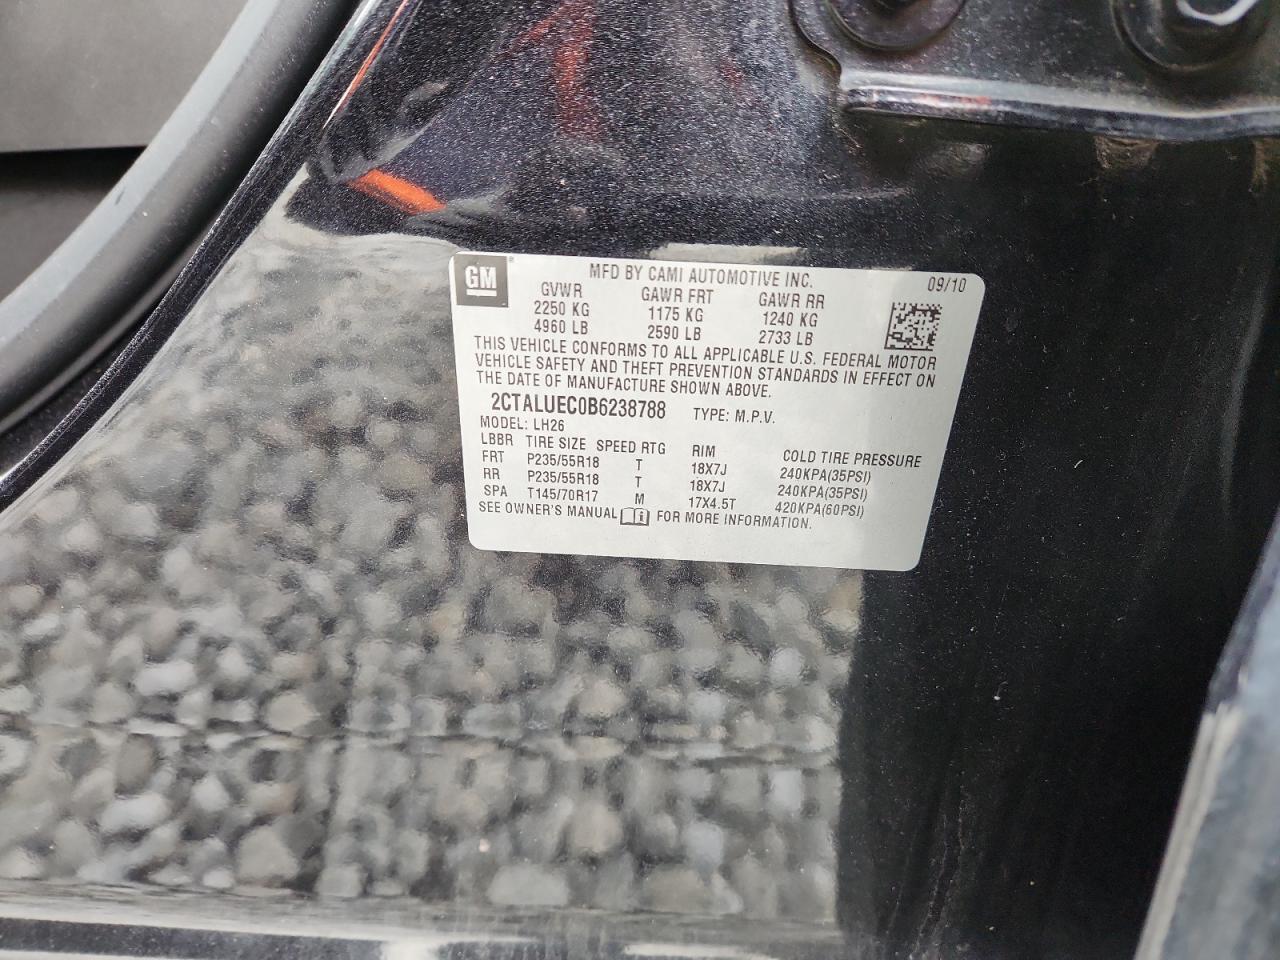 GM
MFD BY CAMI AUTOMOTIVE INC. 09/10
GVWR GAWR FRT GAWR RR
2250 KG 1175 KG 1240 KG
4960 LB 2590 LB 2733 LB
THIS VEHICLE CONFORMS TO ALL APPLICABLE U.S. FEDERAL MOTOR
VEHICLE SAFETY AND THEFT PREVENTION STANDARDS IN EFFECT ON
THE DATE OF MANUFACTURE SHOWN ABOVE.
2CTALUEC0B6238788 TYPE: M.P.V.
MODEL: LH26
LBBR TIRE SIZE SPEED RTG RIM COLD TIRE PRESSURE
FRT P235/55R18 T 18X7J 240KPA(35PSI)
RR P235/55R18 T 18X7J 240KPA(35PSI)
SPA T145/70R17 M 17X4.5T 420KPA(60PSI)
SEE OWNER'S MANUAL FOR MORE INFORMATION.